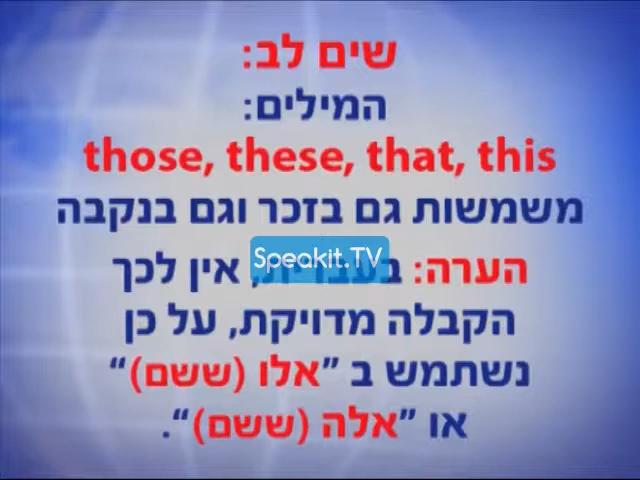 שים לב:
המילים:
those, these, that, this
משמשות גם בזכר וגם בנקבה
הערה: בעברית, אין לכך
Speakit.TV
הקבלה מדויקת, על כן
נשתמש ב ”אלו (ששם)“
או ”אלה (ששם)“.